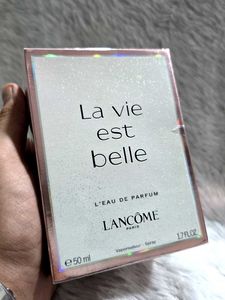 La vie
est
belle
L'EAU DE PARFUM
LANCÔME
PARIS
Vaporisateur - Spray
e 50 ml
1.7 FL.OZ.